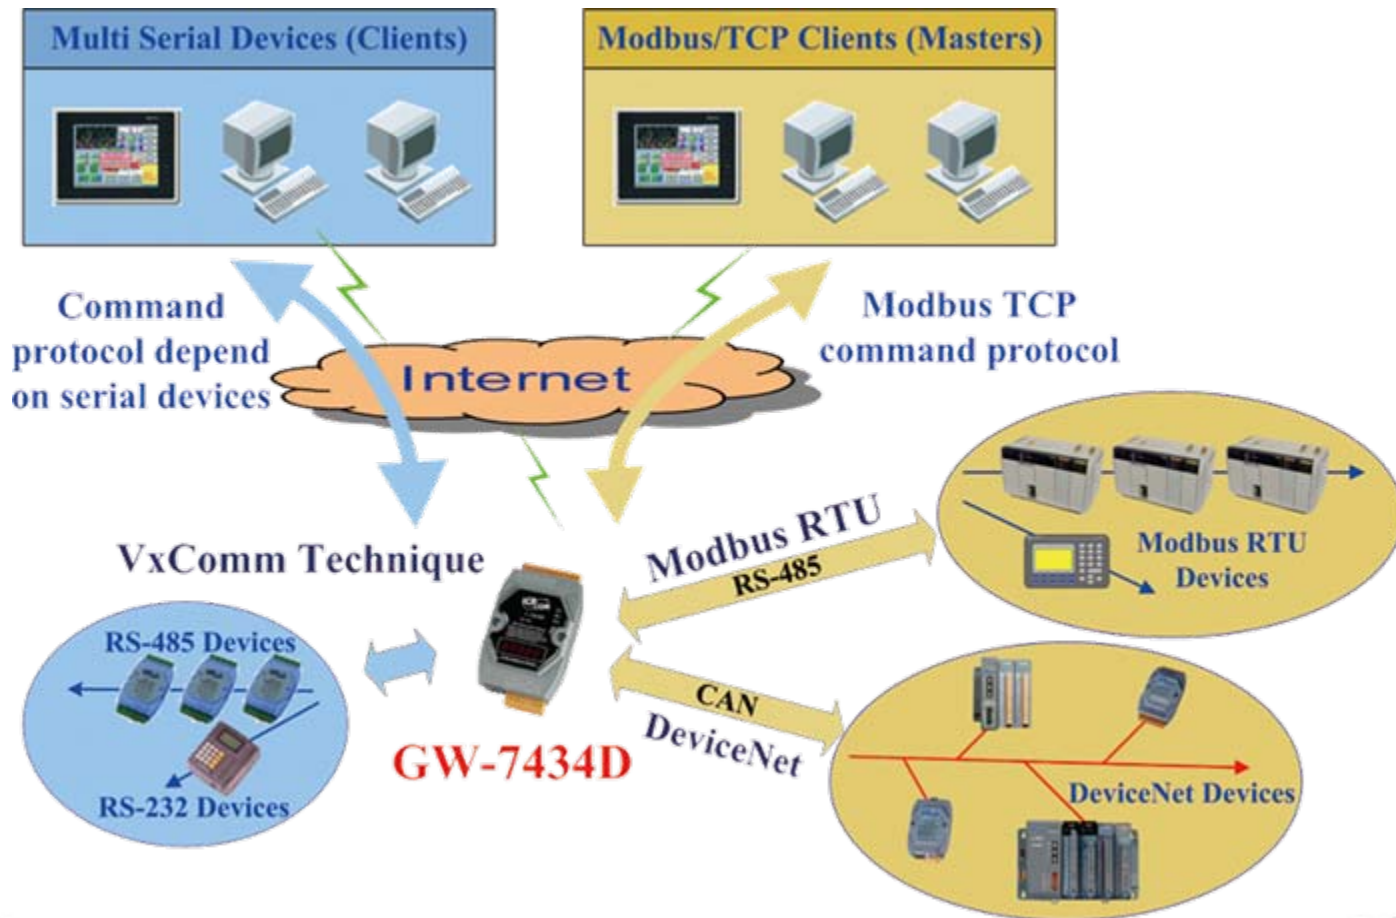 Multi Serial Devices (Clients)
Modbus/TCP Clients (Masters)
Command
protocol depend
on serial devices
Modbus TCP
command protocol
Internet
VxComm Technique
Modbus RTU
RS-485
Modbus RTU
Devices
RS-485 Devices
RS-232 Devices
GW-7434D
CAN
DeviceNet
DeviceNet Devices